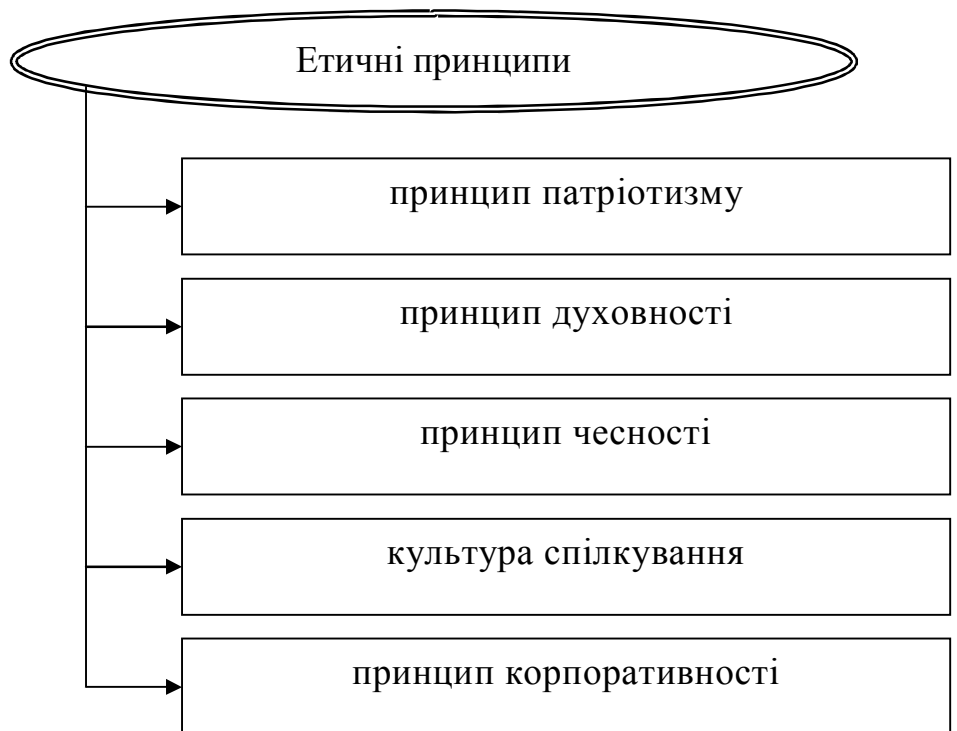 Етичні принципи
принцип патріотизму
принцип духовності
принцип чесності
культура спілкування
принцип корпоративності